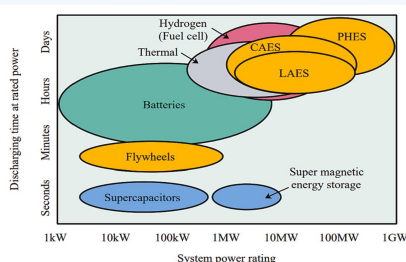 Hydrogen
(Fuel cell)
Thermal
CAES
PHES
LAES
Batteries
Flywheels
Supercapacitors
Super magnetic
energy storage
Discharging time at rated power
Days
Hours
Minutes
Seconds
1kW 10kW 100kW 1MW 10MW 100MW 1GW
System power rating